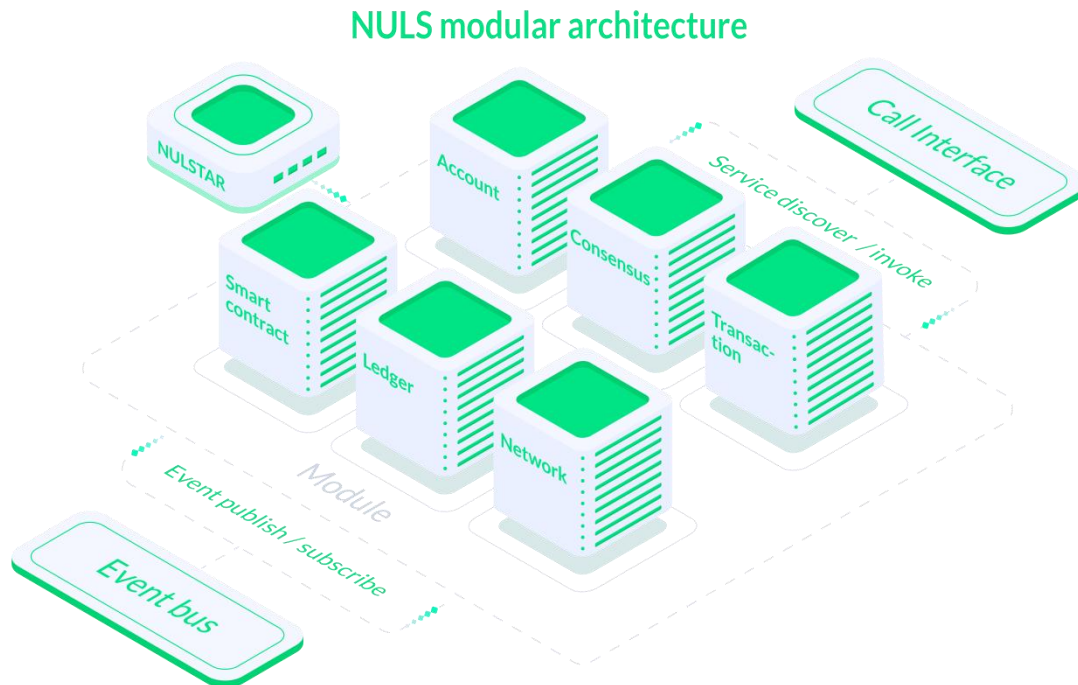 NULS modular architecture
NULSTAR
Account
Call Interface
Service discover / invoke
Consensus
Smart
contract
Transac-
tion
Ledger
Network
Module
Event publish / subscribe
Event bus